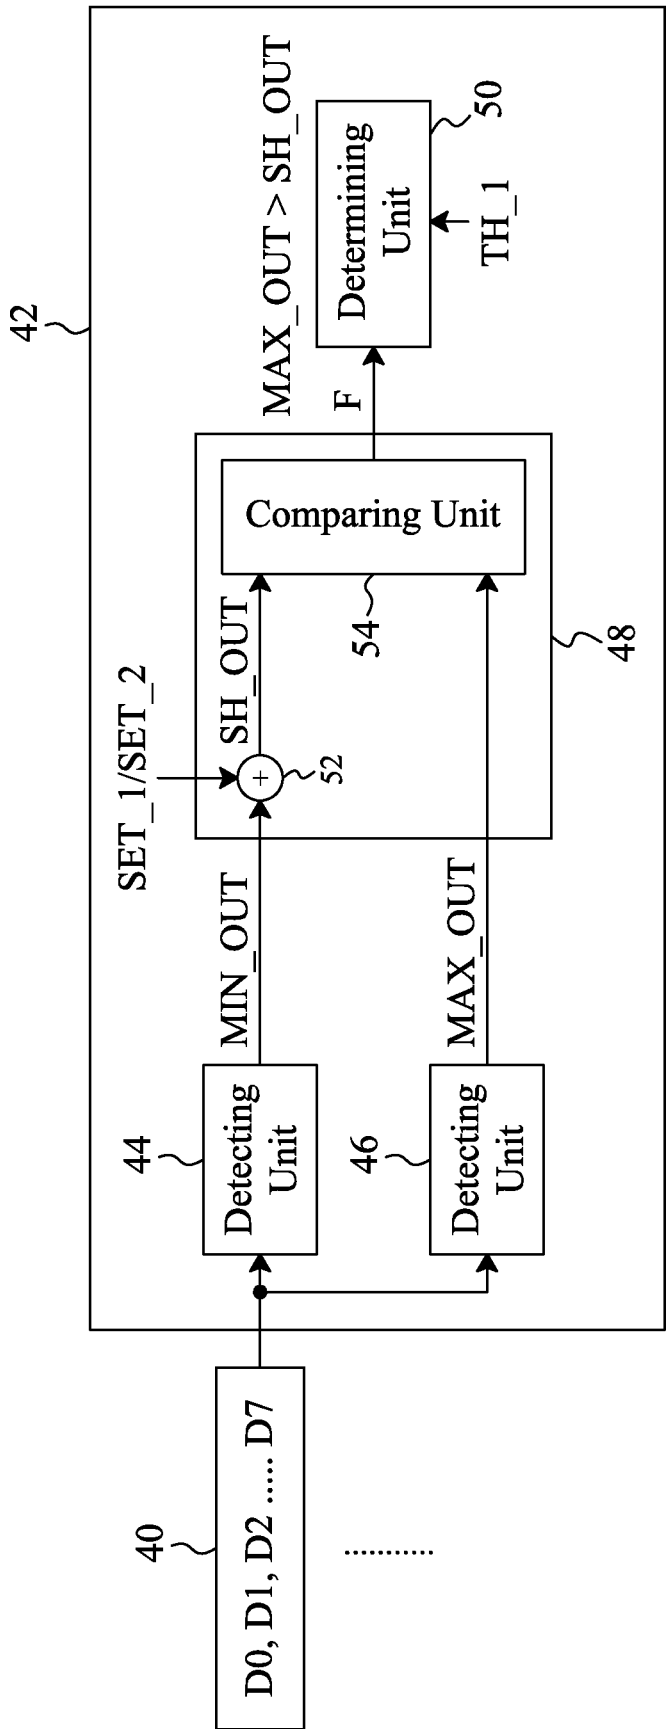 42
40
D0, D1, D2 ..... D7
...........
44
Detecting
Unit
46
Detecting
Unit
MIN_OUT
MAX_OUT
SET_1/SET_2
+
52
SH_OUT
Comparing Unit
54
48
F
MAX_OUT > SH_OUT
Determining
Unit
50
TH_1